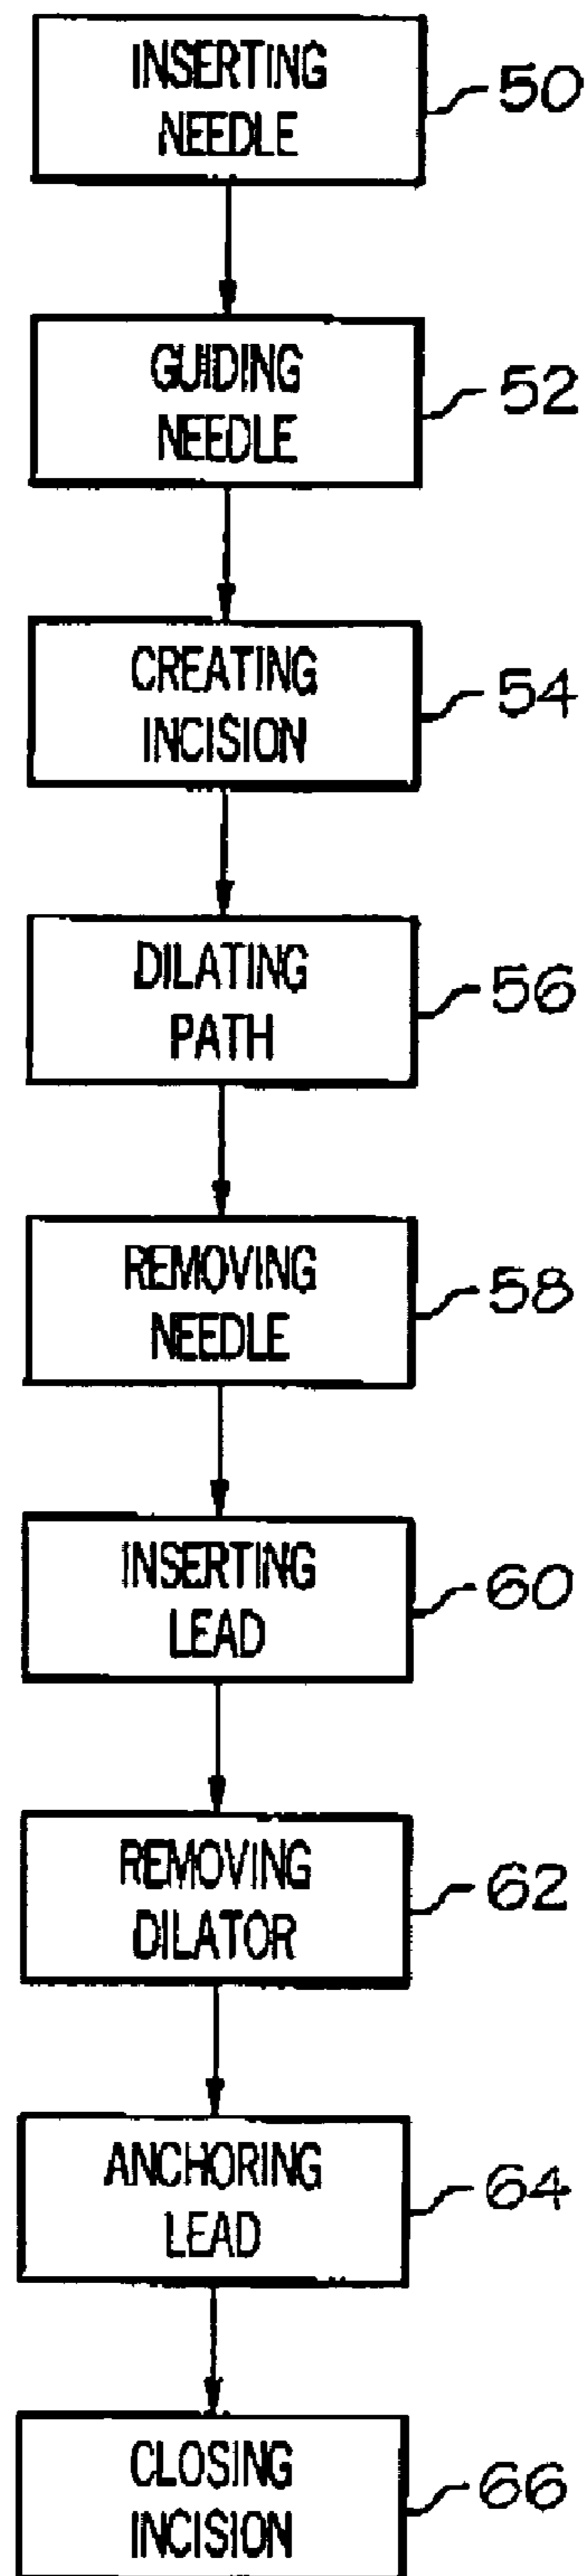 INSERTING
NEEDLE
50
GUIDING
NEEDLE
52
CREATING
INCISION
54
DILATING
PATH
56
REMOVING
NEEDLE
58
INSERTING
LEAD
60
REMOVING
DILATOR
62
ANCHORING
LEAD
64
CLOSING
INCISION
66